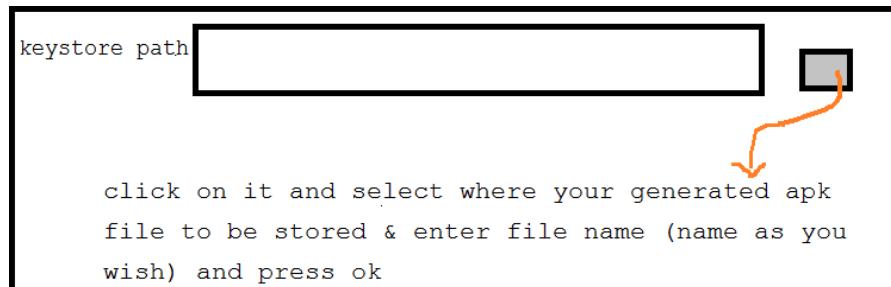 keystore path
click on it and select where your generated apk
file to be stored & enter file name (name as you
wish) and press ok